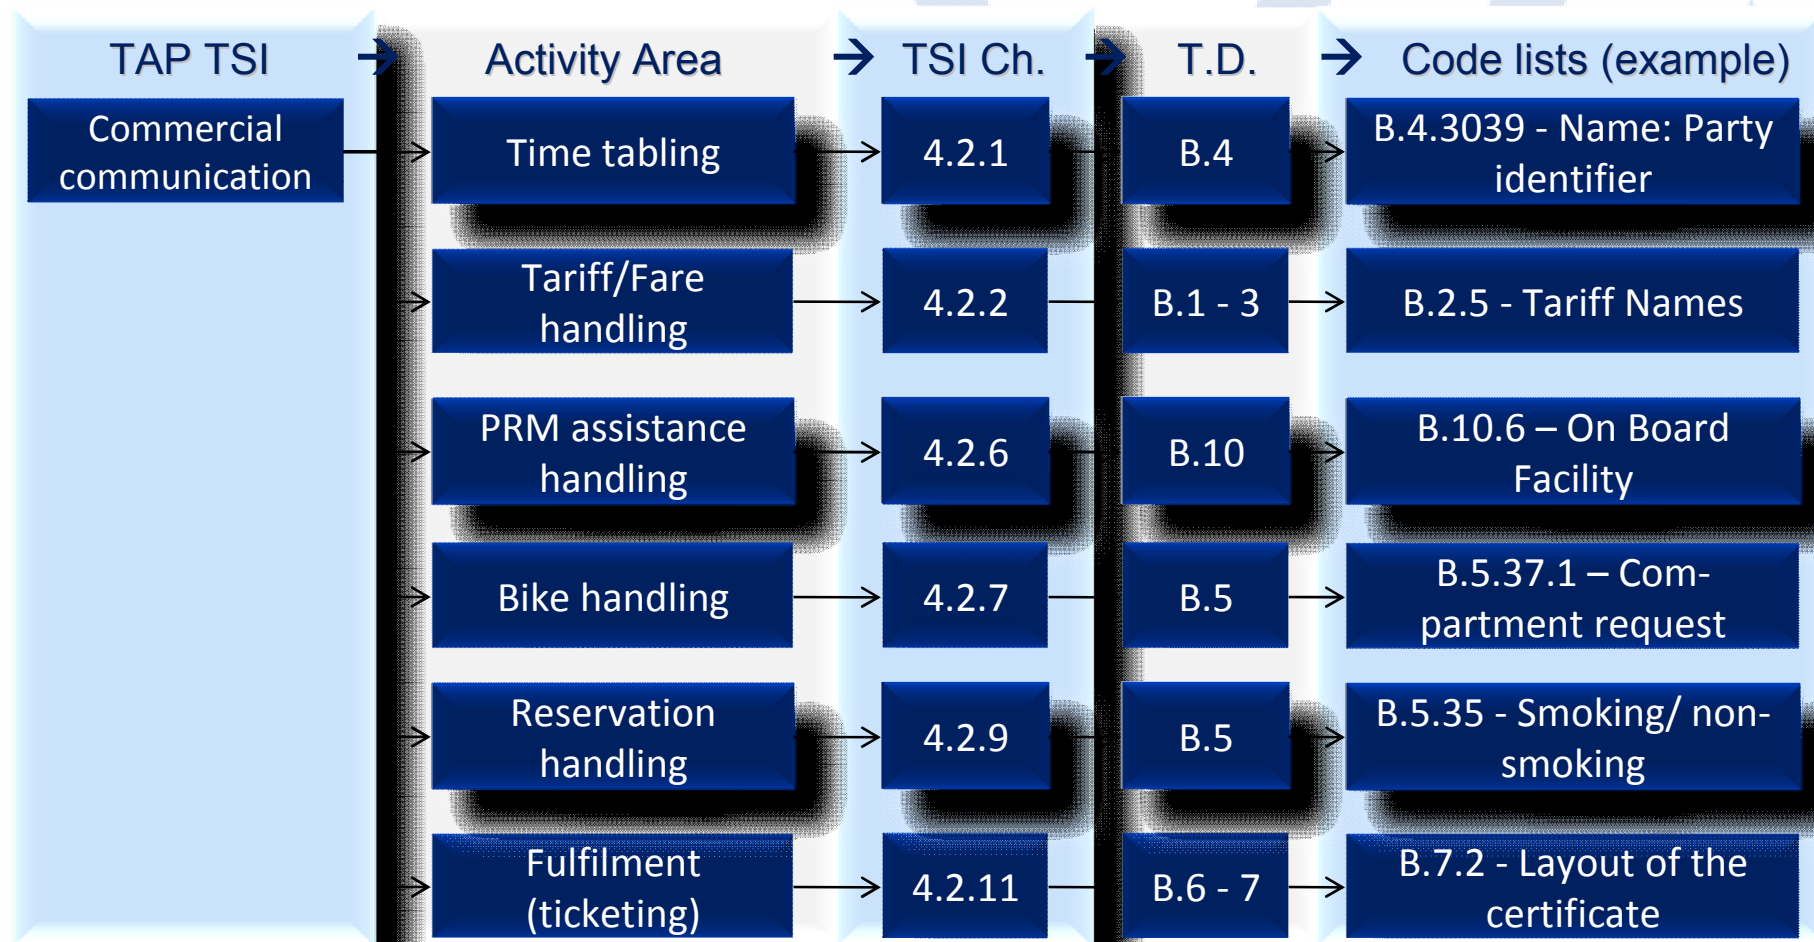 TAP TSI → Activity Area → TSI Ch. → T.D. → Code lists (example)
Commercial
communication
Time tabling
4.2.1
B.4
B.4.3039 - Name: Party
identifier
Tariff/Fare
handling
4.2.2
B.1 - 3
B.2.5 - Tariff Names
PRM assistance
handling
4.2.6
B.10
B.10.6 – On Board
Facility
Bike handling
4.2.7
B.5
B.5.37.1 – Com-
partment request
Reservation
handling
4.2.9
B.5
B.5.35 - Smoking/ non-
smoking
Fulfilment
(ticketing)
4.2.11
B.6 - 7
B.7.2 - Layout of the
certificate